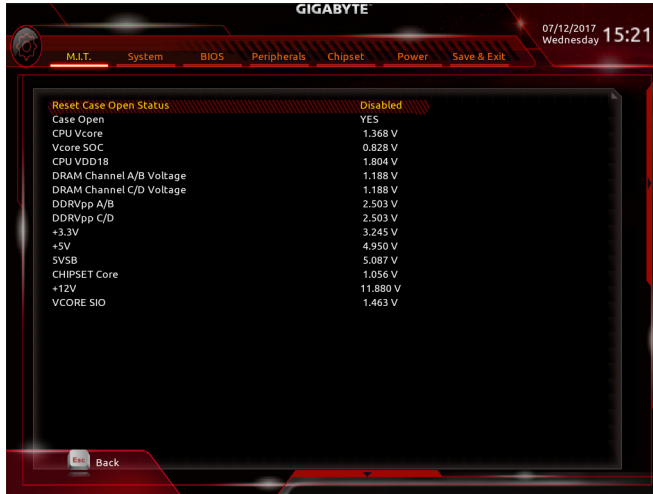 GIGABYTE
07/12/2017 Wednesday 15:21
M.I.T. System BIOS Peripherals Chipset Power Save & Exit
Reset Case Open Status Disabled
Case Open YES
CPU Vcore 1.368 V
Vcore SOC 0.828 V
CPU VDD18 1.804 V
DRAM Channel A/B Voltage 1.188 V
DRAM Channel C/D Voltage 1.188 V
DDRVpp A/B 2.503 V
DDRVpp C/D 2.503 V
+3.3V 3.245 V
+5V 4.950 V
5VSB 5.087 V
CHIPSET Core 1.056 V
+12V 11.880 V
VCORE SIO 1.463 V
Esc Back